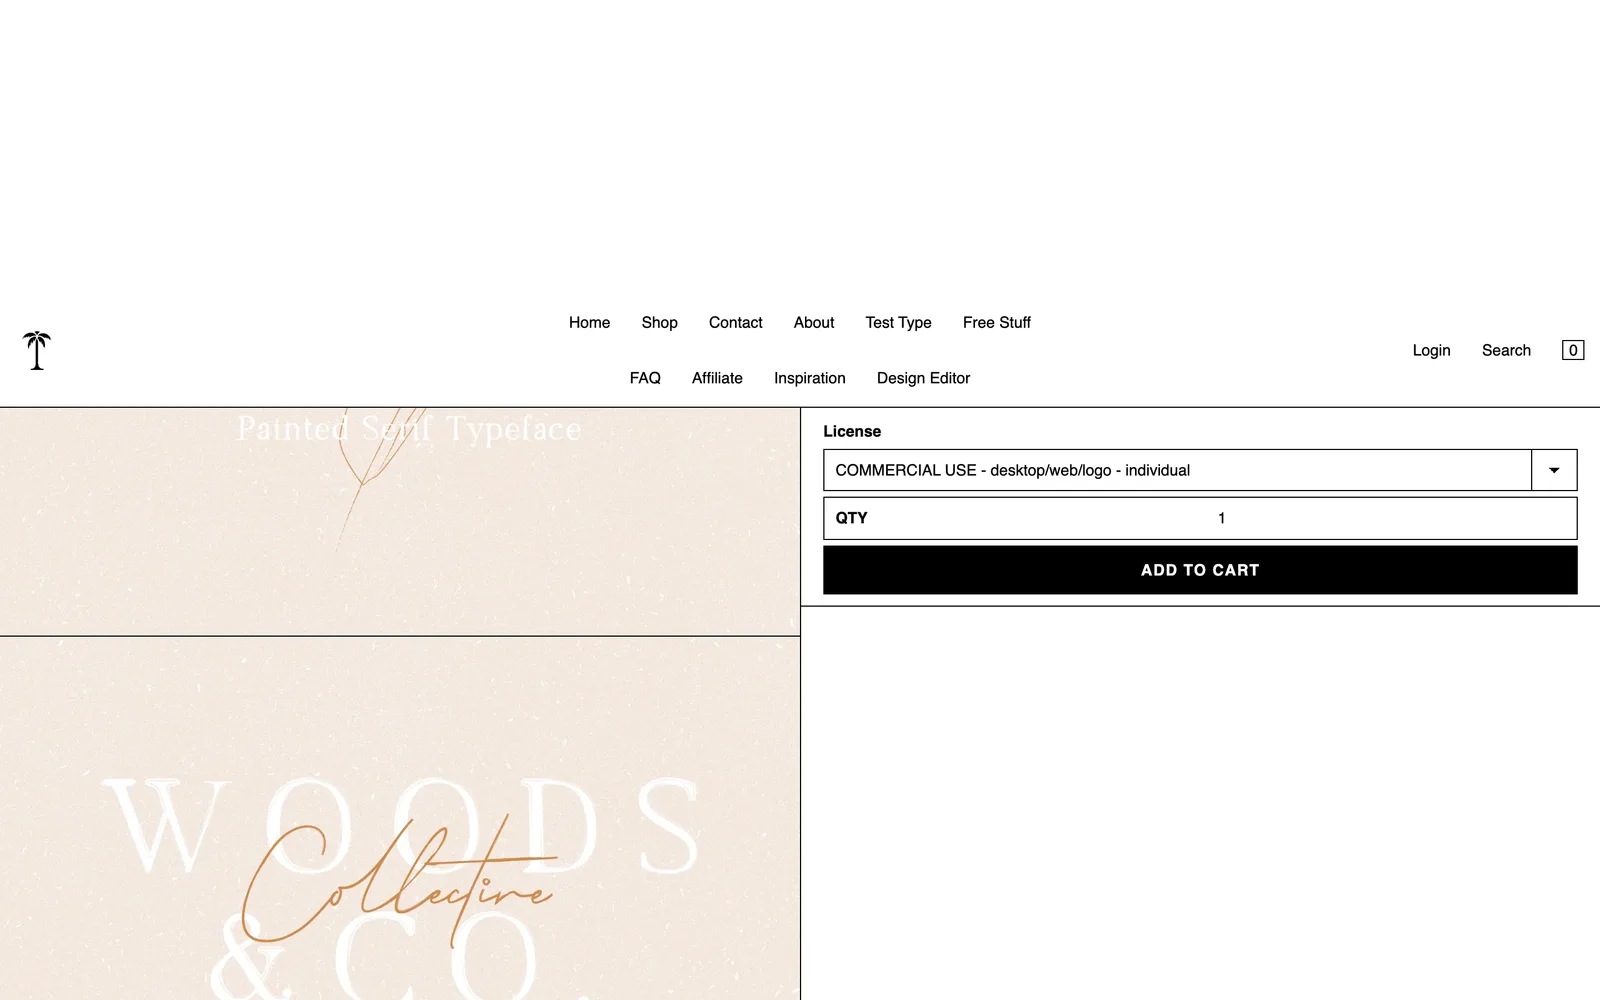 Home Shop Contact About Test Type Free Stuff
FAQ Affiliate Inspiration Design Editor
Login Search 0
Painted Serif Typeface
License
COMMERCIAL USE - desktop/web/logo - individual
QTY 1
ADD TO CART
WOODS
Collective
& CO.